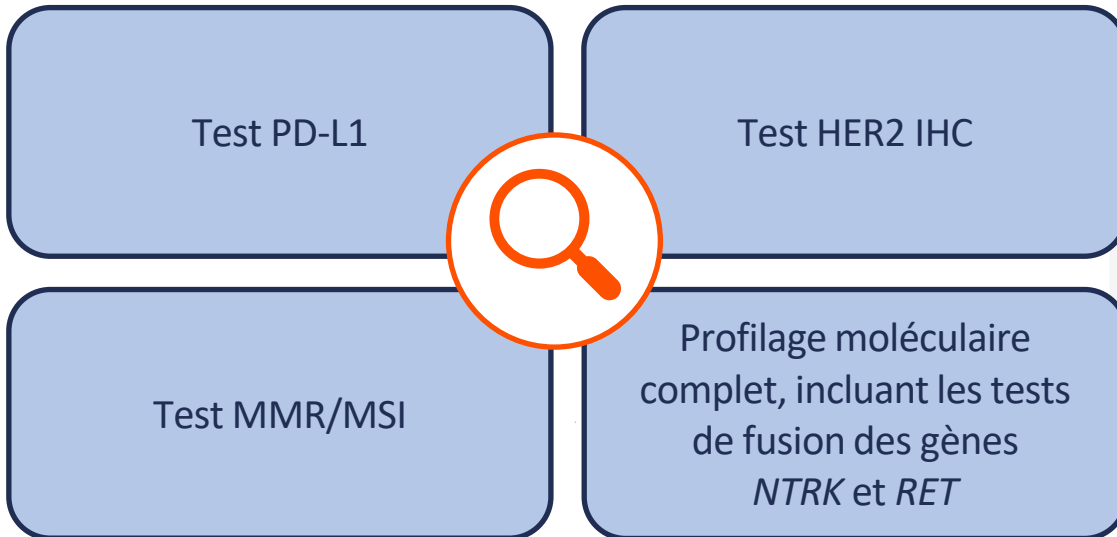 Test PD-L1
Test HER2 IHC
Test MMR/MSI
Profilage moléculaire
complet, incluant les tests
de fusion des gènes
NTRK et RET